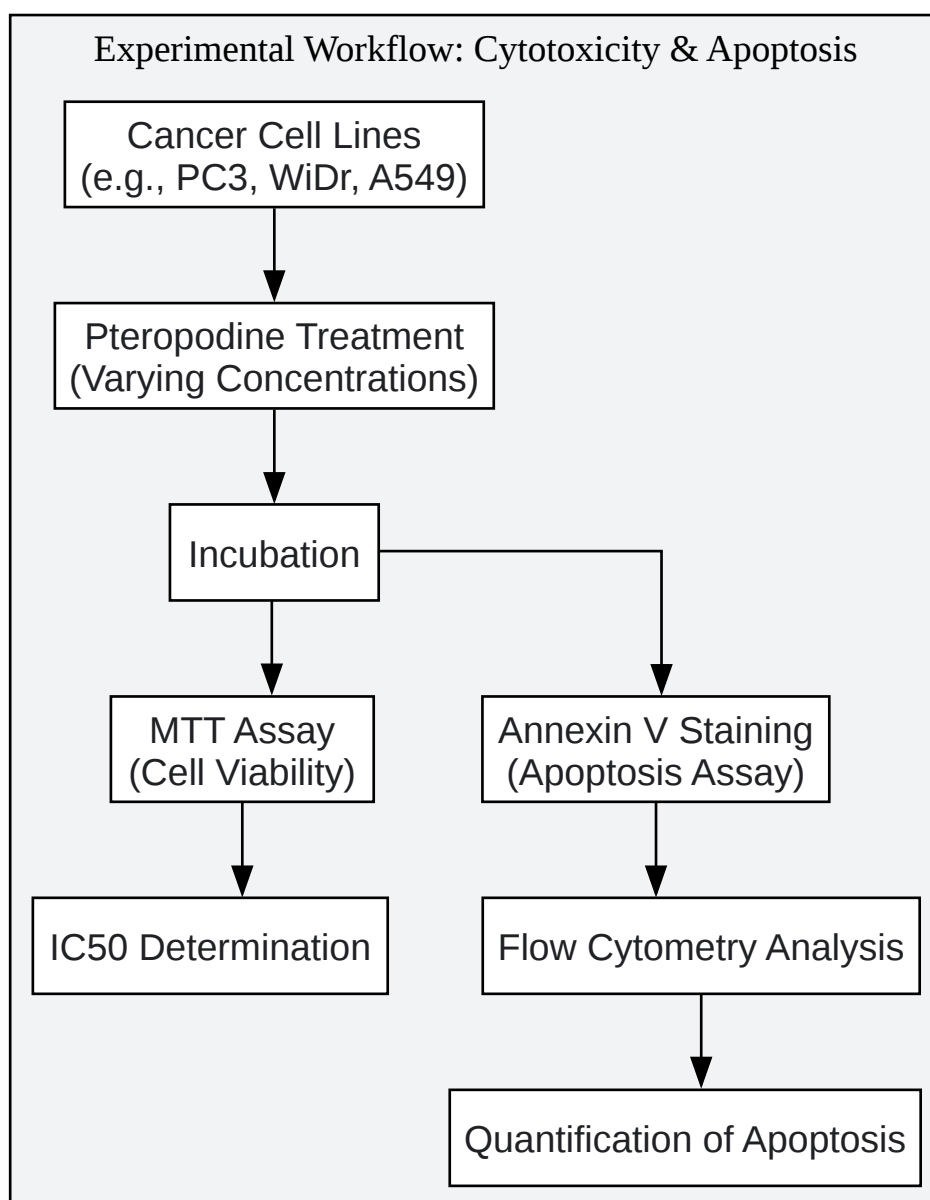 Experimental Workflow: Cytotoxicity & Apoptosis
Cancer Cell Lines
(e.g., PC3, WiDr, A549)
Pteropodine Treatment
(Varying Concentrations)
Incubation
MTT Assay
(Cell Viability)
Annexin V Staining
(Apoptosis Assay)
IC50 Determination
Flow Cytometry Analysis
Quantification of Apoptosis